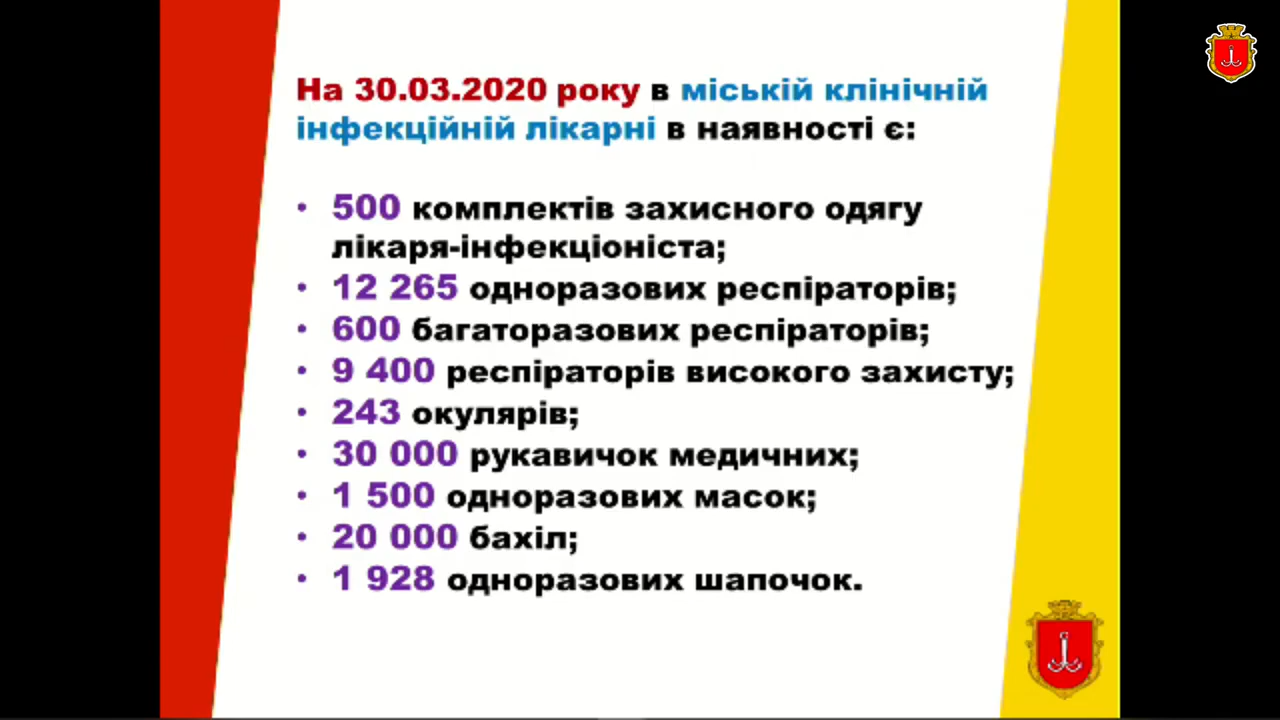 На 30.03.2020 року в міській клінічній
інфекційній лікарні в наявності є:
• 500 комплектів захисного одягу
лікаря-інфекціоніста;
• 12 265 одноразових респіраторів;
• 600 багаторазових респіраторів;
• 9 400 респіраторів високого захисту;
• 243 окулярів;
• 30 000 рукавичок медичних;
• 1 500 одноразових масок;
• 20 000 бахіл;
• 1 928 одноразових шапочок.